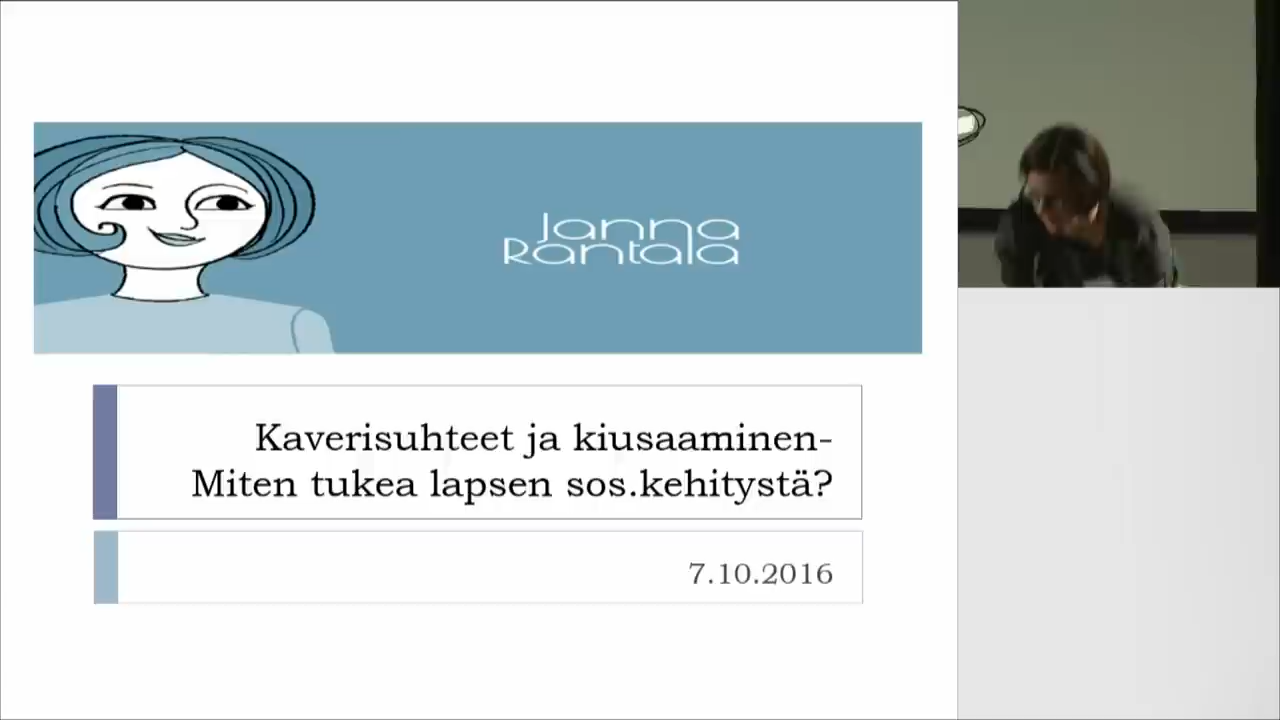 Janna
Rantala
Kaverisuhteet ja kiusaaminen-
Miten tukea lapsen sos.kehitystä?
7.10.2016